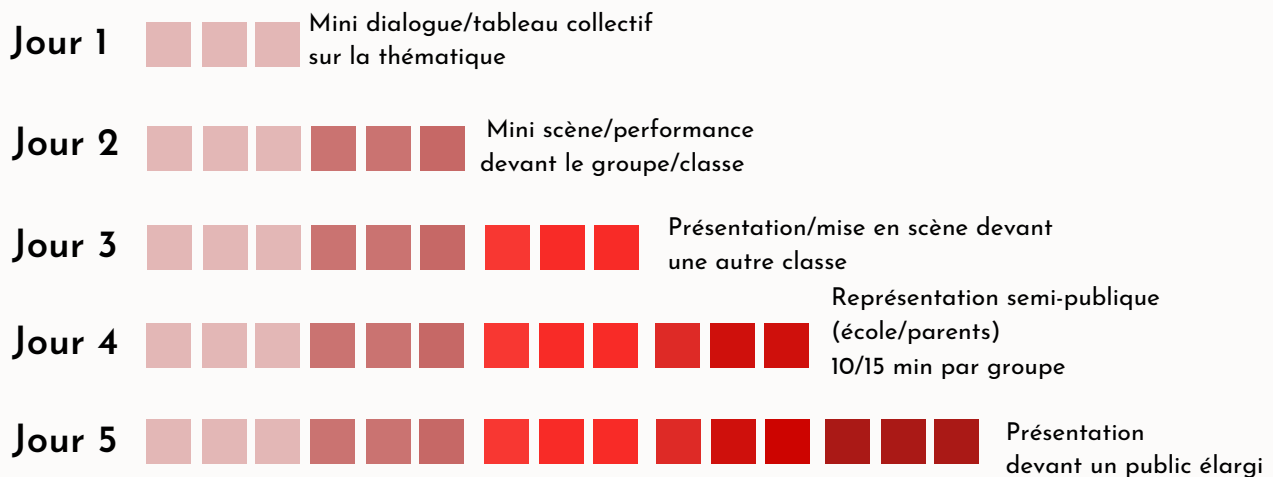 Jour 1
Mini dialogue/tableau collectif
sur la thématique
Jour 2
Mini scène/performance
devant le groupe/classe
Jour 3
Présentation/mise en scène devant
une autre classe
Jour 4
Représentation semi-publique
(école/parents)
10/15 min par groupe
Jour 5
Présentation
devant un public élargi